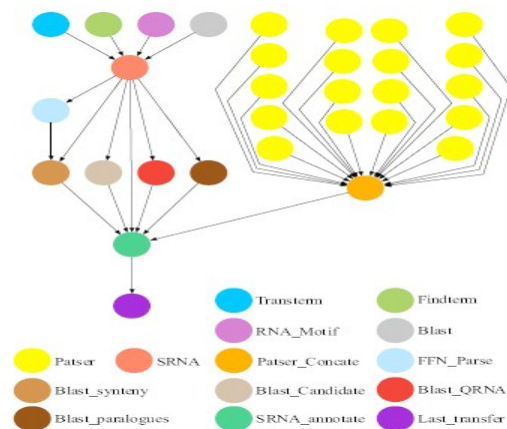 Transterm Findterm
RNA_Motif Blast
Patser SRNA Patser_Concate FFN_Parse
Blast_synteny Blast_Candidate Blast_QRNA
Blast_paralogues SRNA_annotate Last_transfer